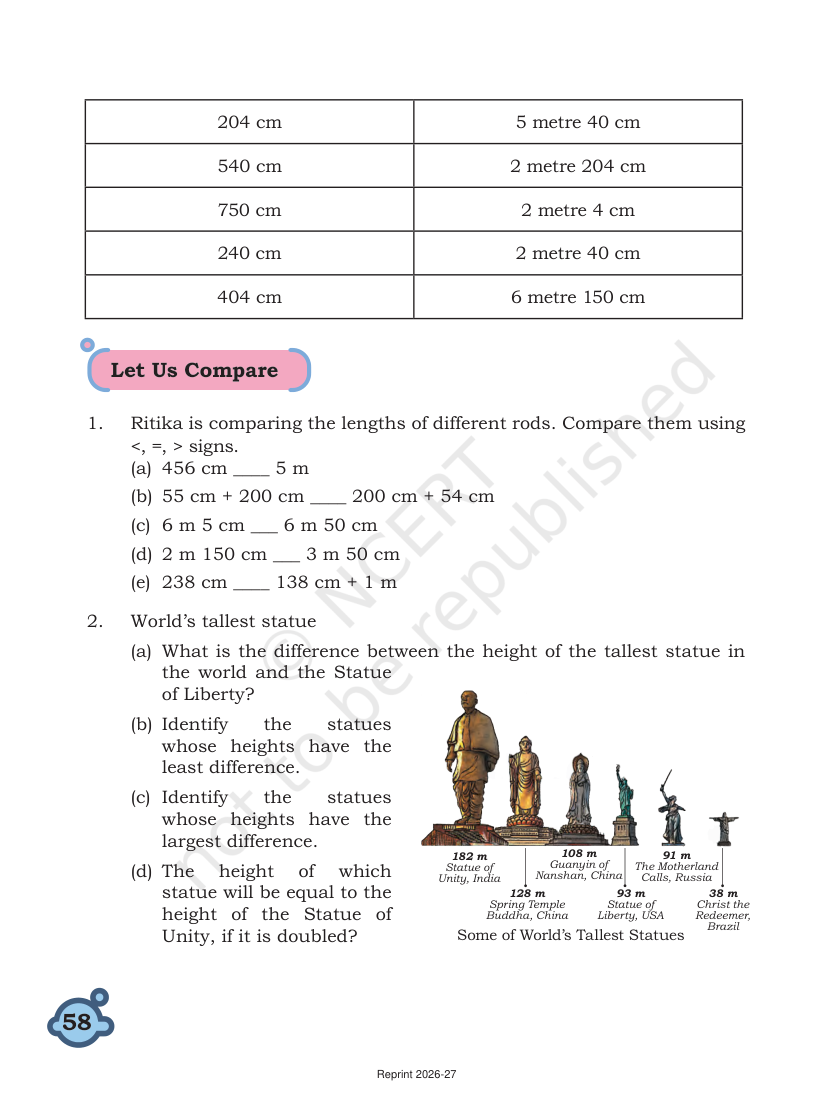 204 cm 5 metre 40 cm
540 cm 2 metre 204 cm
750 cm 2 metre 4 cm
240 cm 2 metre 40 cm
404 cm 6 metre 150 cm
Let Us Compare
1. Ritika is comparing the lengths of different rods. Compare them using
<, =, > signs.
(a) 456 cm ____ 5 m
(b) 55 cm + 200 cm ____ 200 cm + 54 cm
(c) 6 m 5 cm ___ 6 m 50 cm
(d) 2 m 150 cm ___ 3 m 50 cm
(e) 238 cm ____ 138 cm + 1 m
2. World’s tallest statue
(a) What is the difference between the height of the tallest statue in
the world and the Statue
of Liberty?
(b) Identify the statues
whose heights have the
least difference.
(c) Identify the statues
whose heights have the
largest difference.
(d) The height of which
statue will be equal to the
height of the Statue of
Unity, if it is doubled?
182 m
Statue of
Unity, India
128 m
Spring Temple
Buddha, China
108 m
Guanyin of
Nanshan, China
93 m
Statue of
Liberty, USA
91 m
The Motherland
Calls, Russia
38 m
Christ the
Redeemer,
Brazil
Some of World’s Tallest Statues
© NCERT
not to be republished
58
Reprint 2026-27